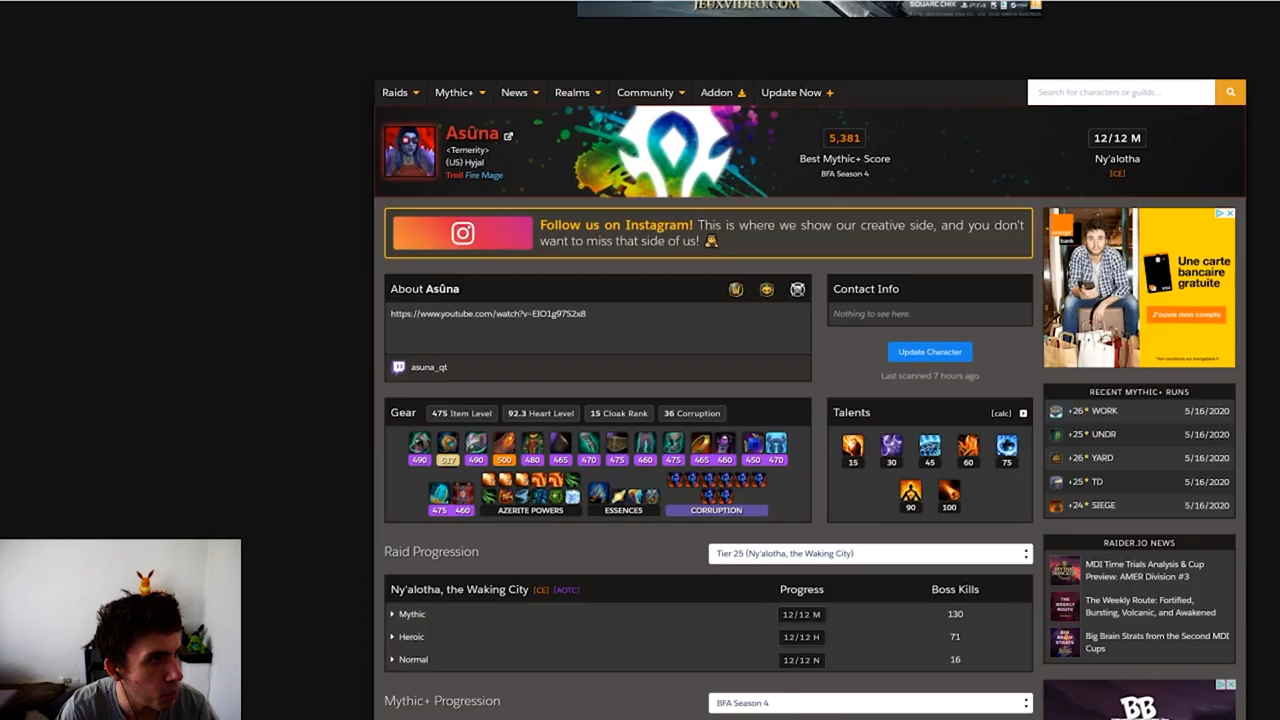 JEUXVIDEO.COM
SQUARE ENIX PS4
Raids Mythic+ News Realms Community Addon Update Now +
Search for characters or guilds...
Asûna
<Temerity>
(US) Hyjal
Troll Fire Mage
5,381
Best Mythic+ Score
BFA Season 4
12/12 M
Ny'alotha
[CE]
Follow us on Instagram! This is where we show our creative side, and you don't
want to miss that side of us!
orange
bank
Une carte
bancaire
gratuite
J'ouvre mon compte
About Asûna
https://www.youtube.com/watch?v=EIO1g97S2x8
asuna_qt
Contact Info
Nothing to see here.
Update Character
Last scanned 7 hours ago
RECENT MYTHIC+ RUNS
+26* WORK 5/16/2020
+25* UNDR 5/16/2020
+26* YARD 5/16/2020
+25* TD 5/16/2020
+24* SIEGE 5/16/2020
Gear 475 Item Level 92.3 Heart Level 15 Cloak Rank 36 Corruption
490 517 490 500 480 465 470 475 460 475 465 460 450 470
475 460 AZERITE POWERS ESSENCES CORRUPTION
Talents [calc]
15 30 45 60 75
90 100
Raid Progression
Tier 25 (Ny'alotha, the Waking City)
Ny'alotha, the Waking City [CE] [AOTC] Progress Boss Kills
Mythic 12/12 M 130
Heroic 12/12 H 71
Normal 12/12 N 16
Mythic+ Progression
BFA Season 4
RAIDER.IO NEWS
MDI Time Trials Analysis & Cup
Preview: AMER Division #3
The Weekly Route: Fortified,
Bursting, Volcanic, and Awakened
Big Brain Strats from the Second MDI
Cups
BB